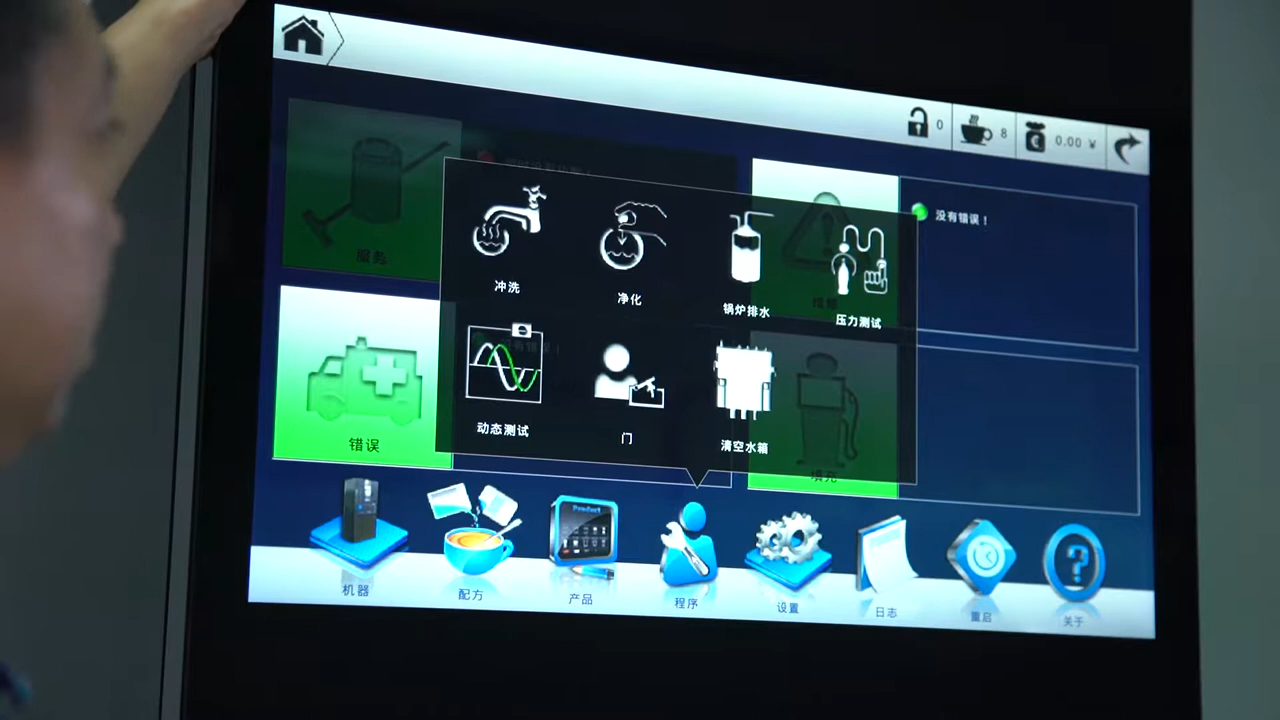 0
8
0.00 ¥
服务
没有错误！
冲洗
净化
锅炉排水
压力测试
错误
动态测试
门
清空水箱
填充
Product
机器
配方
产品
程序
设置
日志
重启
关于